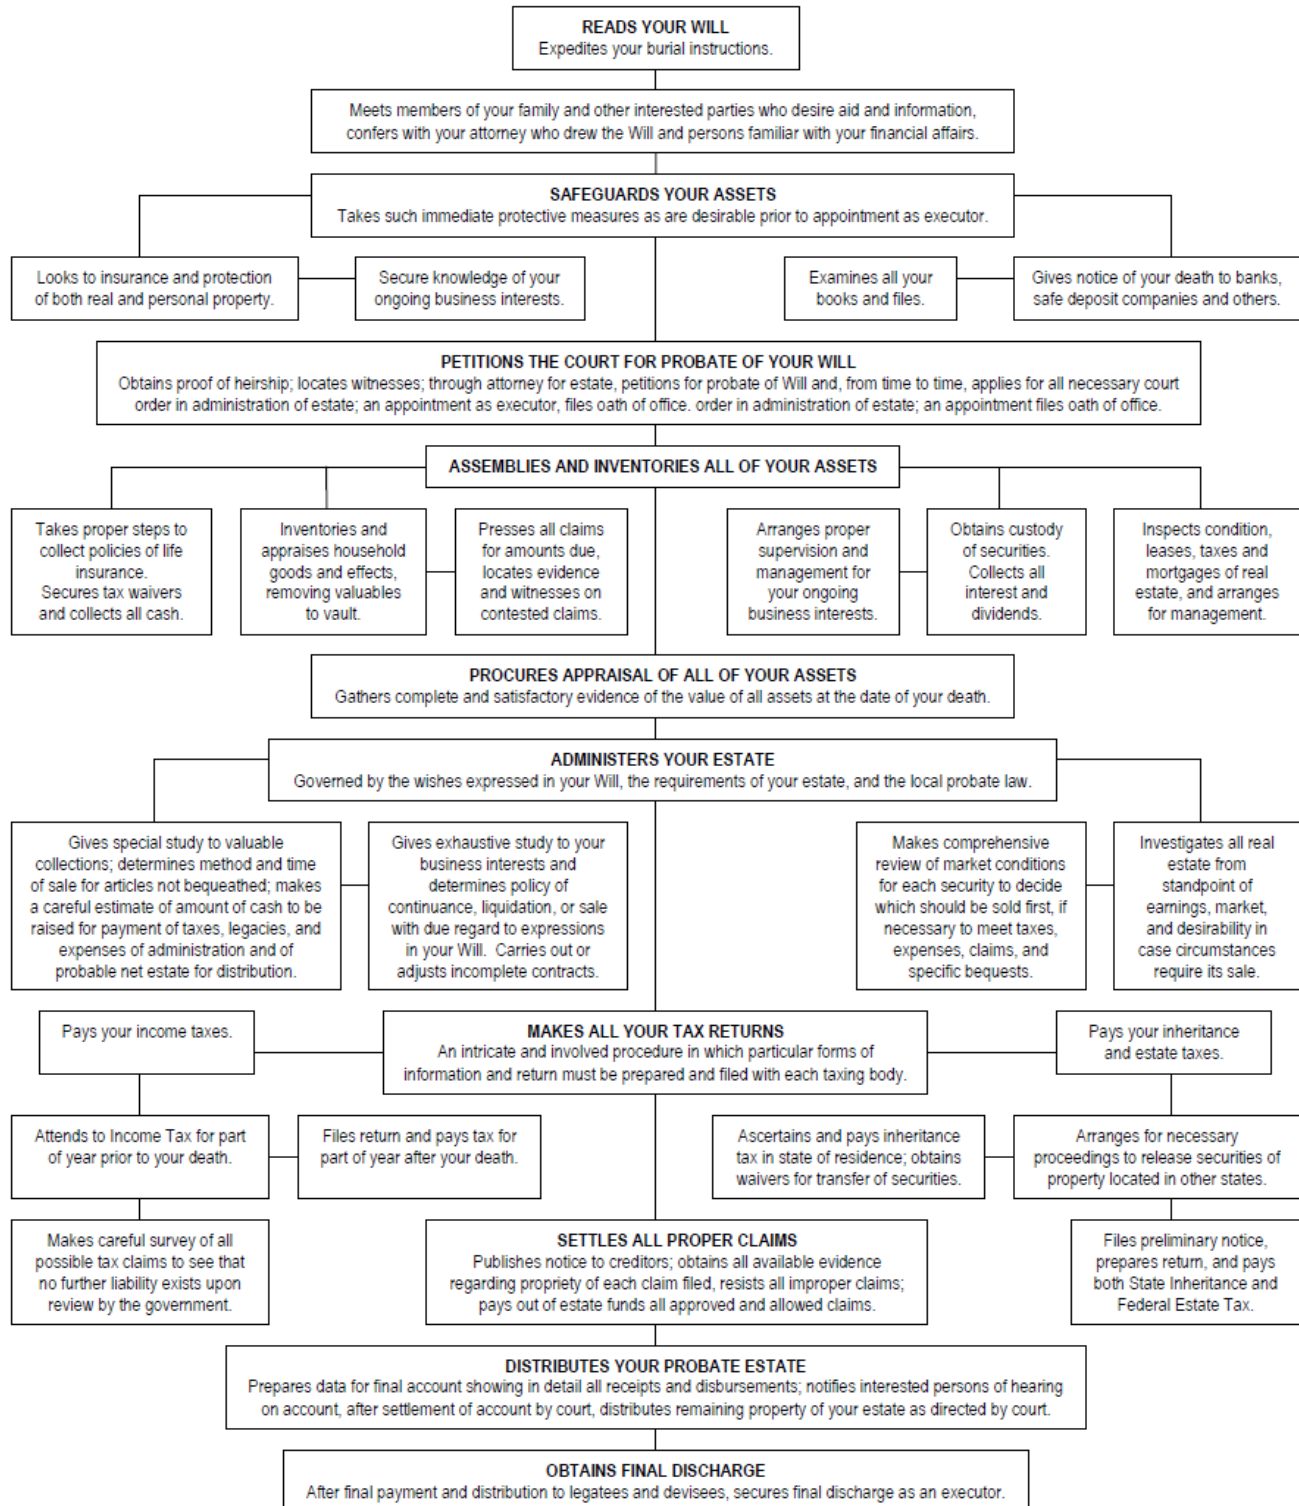 READS YOUR WILL
Expedites your burial instructions.
Meets members of your family and other interested parties who desire aid and information,
confers with your attorney who drew the Will and persons familiar with your financial affairs.
SAFEGUARDS YOUR ASSETS
Takes such immediate protective measures as are desirable prior to appointment as executor.
Looks to insurance and protection
of both real and personal property.
Secure knowledge of your
ongoing business interests.
Examines all your
books and files.
Gives notice of your death to banks,
safe deposit companies and others.
PETITIONS THE COURT FOR PROBATE OF YOUR WILL
Obtains proof of heirship; locates witnesses; through attorney for estate, petitions for probate of Will and, from time to time, applies for all necessary court
order in administration of estate; an appointment as executor, files oath of office. order in administration of estate; an appointment files oath of office.
ASSEMBLIES AND INVENTORIES ALL OF YOUR ASSETS
Takes proper steps to
collect policies of life
insurance.
Secures tax waivers
and collects all cash.
Inventories and
appraises household
goods and effects,
removing valuables
to vault.
Presses all claims
for amounts due,
locates evidence
and witnesses on
contested claims.
Arranges proper
supervision and
management for
your ongoing
business interests.
Obtains custody
of securities.
Collects all
interest and
dividends.
Inspects condition,
leases, taxes and
mortgages of real
estate, and arranges
for management.
PROCURES APPRAISAL OF ALL OF YOUR ASSETS
Gathers complete and satisfactory evidence of the value of all assets at the date of your death.
ADMINISTERS YOUR ESTATE
Governed by the wishes expressed in your Will, the requirements of your estate, and the local probate law.
Gives special study to valuable
collections; determines method and time
of sale for articles not bequeathed; makes
a careful estimate of amount of cash to be
raised for payment of taxes, legacies, and
expenses of administration and of
probable net estate for distribution.
Gives exhaustive study to your
business interests and
determines policy of
continuance, liquidation, or sale
with due regard to expressions
in your Will. Carries out or
adjusts incomplete contracts.
Makes comprehensive
review of market conditions
for each security to decide
which should be sold first, if
necessary to meet taxes,
expenses, claims, and
specific bequests.
Investigates all real
estate from
standpoint of
earnings, market,
and desirability in
case circumstances
require its sale.
Pays your income taxes.
MAKES ALL YOUR TAX RETURNS
An intricate and involved procedure in which particular forms of
information and return must be prepared and filed with each taxing body.
Pays your inheritance
and estate taxes.
Attends to Income Tax for part
of year prior to your death.
Files return and pays tax for
part of year after your death.
Ascertains and pays inheritance
tax in state of residence; obtains
waivers for transfer of securities.
Arranges for necessary
proceedings to release securities of
property located in other states.
Makes careful survey of all
possible tax claims to see that
no further liability exists upon
review by the government.
SETTLES ALL PROPER CLAIMS
Publishes notice to creditors; obtains all available evidence
regarding propriety of each claim filed, resists all improper claims;
pays out of estate funds all approved and allowed claims.
Files preliminary notice,
prepares return, and pays
both State Inheritance and
Federal Estate Tax.
DISTRIBUTES YOUR PROBATE ESTATE
Prepares data for final account showing in detail all receipts and disbursements; notifies interested persons of hearing
on account, after settlement of account by court, distributes remaining property of your estate as directed by court.
OBTAINS FINAL DISCHARGE
After final payment and distribution to legatees and devisees, secures final discharge as an executor.